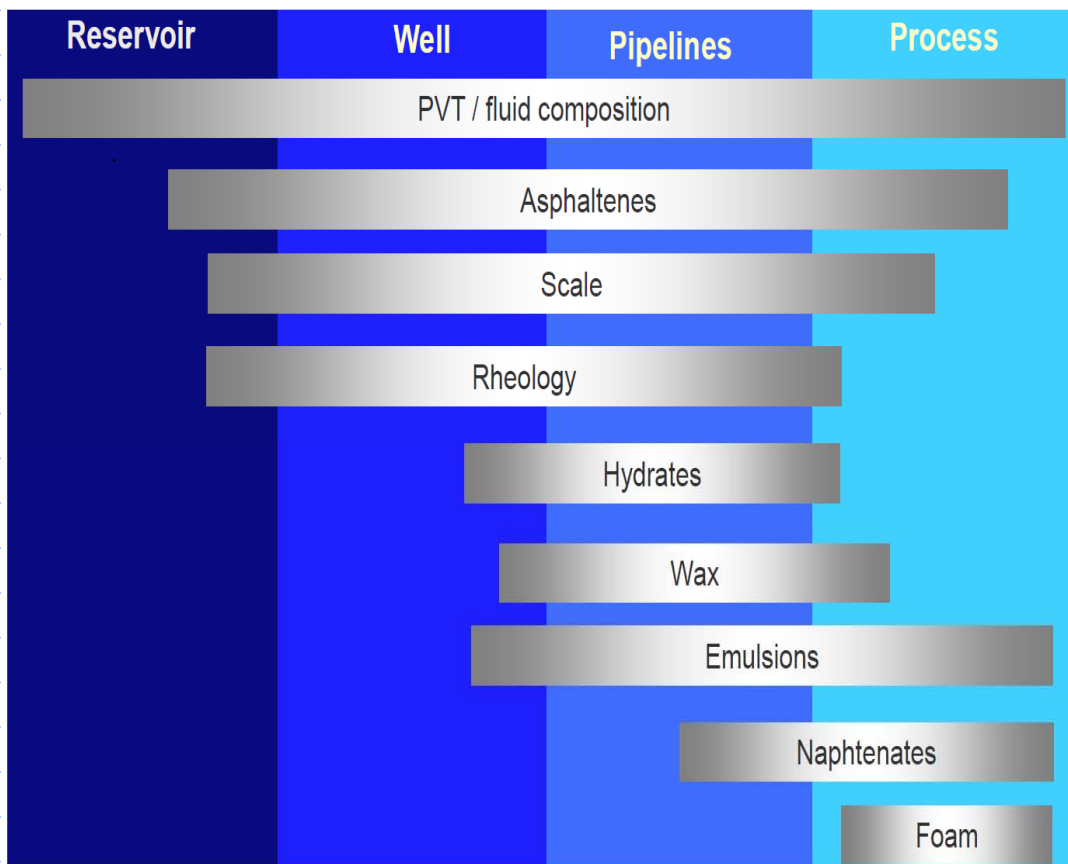 Reservoir
Well
Pipelines
Process
PVT / fluid composition
Asphaltenes
Scale
Rheology
Hydrates
Wax
Emulsions
Naphtenates
Foam